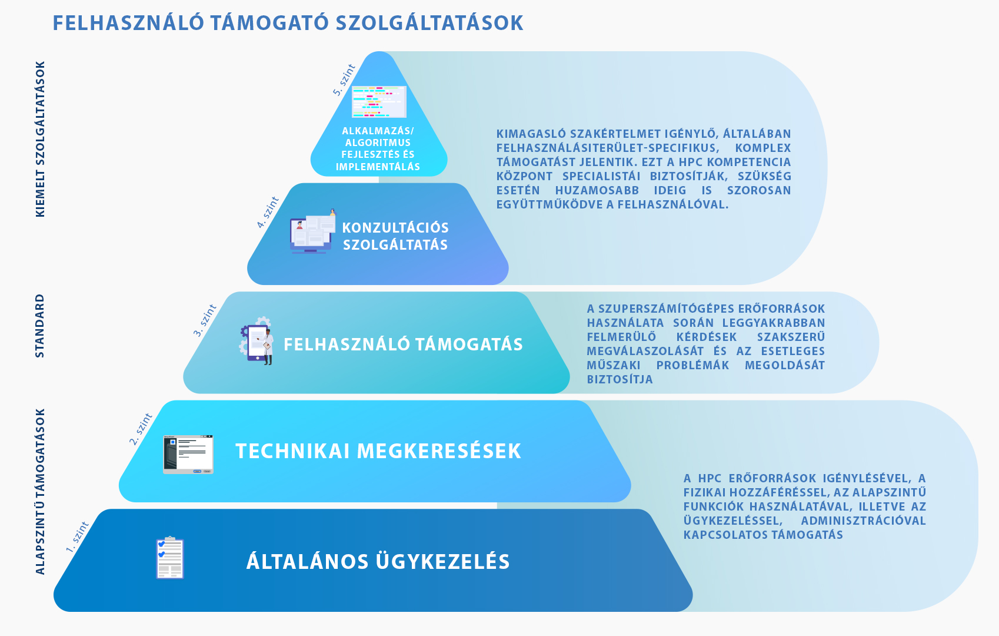 FELHASZNÁLÓ TÁMOGATÓ SZOLGÁLTATÁSOK
KIEMELT SZOLGÁLTATÁSOK
5. szint
ALKALMAZÁS/
ALGORITMUS
FEJLESZTÉS ÉS
IMPLEMENTÁLÁS
4. szint
KONZULTÁCIÓS
SZOLGÁLTATÁS
KIMAGASLÓ SZAKÉRTELMET IGÉNYLŐ, ÁLTALÁBAN
FELHASZNÁLÁSITERÜLET-SPECIFIKUS, KOMPLEX
TÁMOGATÁST JELENTIK. EZT A HPC KOMPETENCIA
KÖZPONT SPECIALISTÁI BIZTOSÍTJÁK, SZÜKSÉG
ESETÉN HUZAMOSABB IDEIG IS SZOROSAN
EGYÜTTMŰKÖDVE A FELHASZNÁLÓVAL.
STANDARD
3. szint
FELHASZNÁLÓ TÁMOGATÁS
A SZUPERSZÁMÍTÓGÉPES ERŐFORRÁSOK
HASZNÁLATA SORÁN LEGGYAKRABBAN
FELMERÜLŐ KÉRDÉSEK SZAKSZERŰ
MEGVÁLASZOLÁSÁT ÉS AZ ESETLEGES
MŰSZAKI PROBLÉMÁK MEGOLDÁSÁT
BIZTOSÍTJA
ALAPSZINTŰ TÁMOGATÁSOK
2. szint
TECHNIKAI MEGKERESÉSEK
1. szint
ÁLTALÁNOS ÜGYKEZELÉS
A HPC ERŐFORRÁSOK IGÉNYLÉSÉVEL, A
FIZIKAI HOZZÁFÉRÉSSEL, AZ ALAPSZINTŰ
FUNKCIÓK HASZNÁLATÁVAL, ILLETVE AZ
ÜGYKEZELÉSSEL, ADMINISZTRÁCIÓVAL
KAPCSOLATOS TÁMOGATÁS